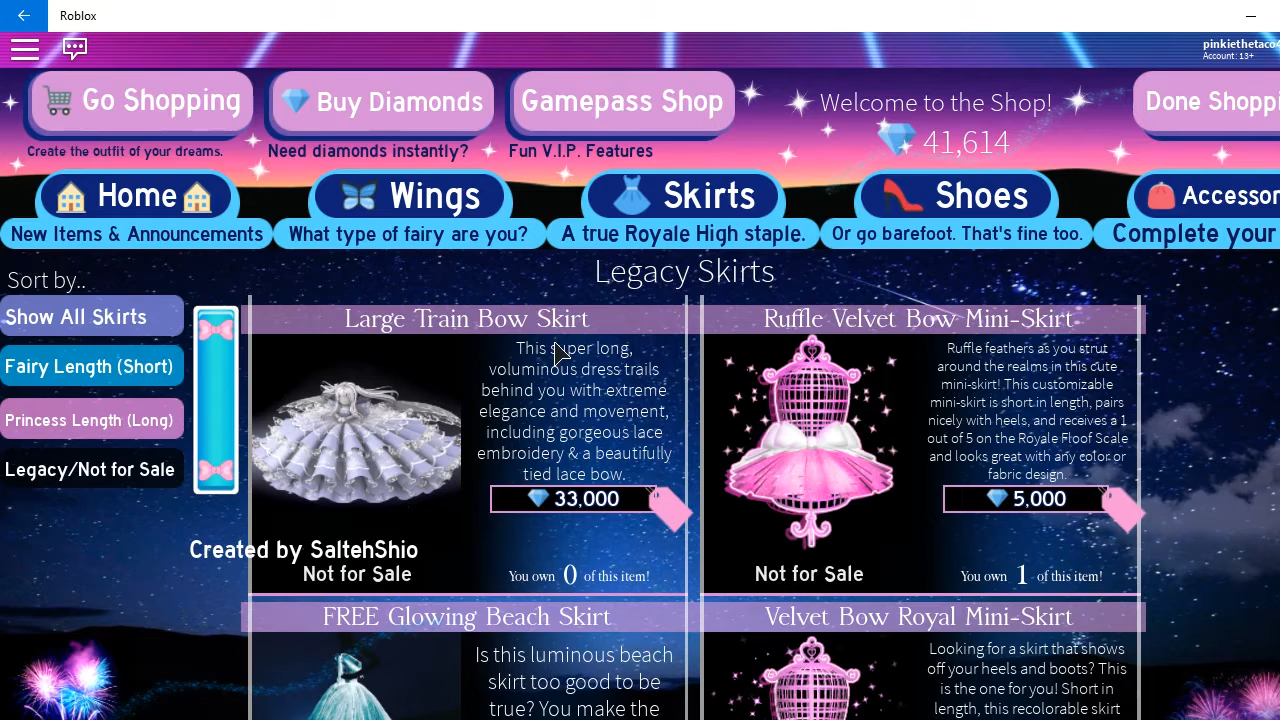 Roblox
pinkiethetaco
Account: 13+
Go Shopping
Buy Diamonds
Gamepass Shop
Welcome to the Shop!
Done Shoppi
41,614
Create the outfit of your dreams.
Need diamonds instantly?
Fun V.I.P. Features
Home
Wings
Skirts
Shoes
Accessor
New Items & Announcements
What type of fairy are you?
A true Royale High staple.
Or go barefoot. That's fine too.
Complete your
Sort by..
Legacy Skirts
Show All Skirts
Fairy Length (Short)
Princess Length (Long)
Legacy/Not for Sale
Large Train Bow Skirt
This super long,
voluminous dress trails
behind you with extreme
elegance and movement,
including gorgeous lace
embroidery & a beautifully
tied lace bow.
33,000
Created by SaltehShio
Not for Sale
You own 0 of this item!
Ruffle Velvet Bow Mini-Skirt
Ruffle feathers as you strut
around the realms in this cute
mini-skirt! This customizable
mini-skirt is short in length, pairs
nicely with heels, and receives a 1
out of 5 on the Royale Floof Scale
and looks great with any color or
fabric design.
5,000
Not for Sale
You own 1 of this item!
FREE Glowing Beach Skirt
Is this luminous beach
skirt too good to be
true? You make the
Velvet Bow Royal Mini-Skirt
Looking for a skirt that shows
off your heels and boots? This
is the one for you! Short in
length, this recolorable skirt